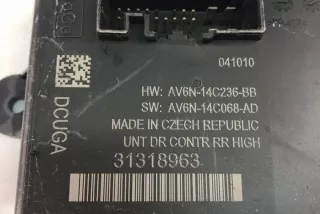 041010
HW: AV6N-14C236-BB
SW: AV6N-14C068-AD
MADE IN CZECH REPUBLIC
UNT DR CONTR RR HIGH
31318963
DCUGA